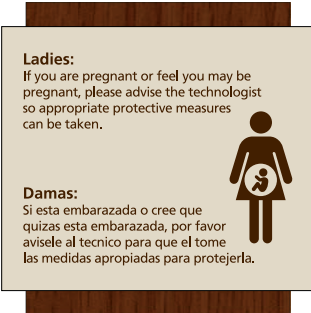 Ladies:
If you are pregnant or feel you may be
pregnant, please advise the technologist
so appropriate protective measures
can be taken.
Damas:
Si esta embarazada o cree que
quizas esta embarazada, por favor
avisele al tecnico para que el tome
las medidas apropiadas para protejerla.